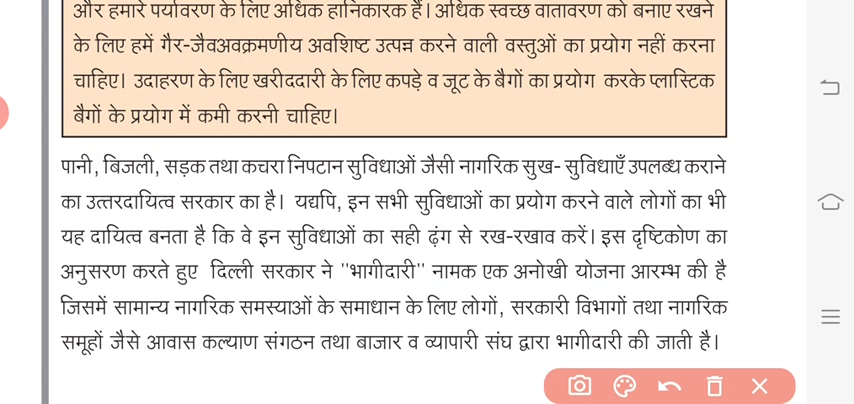 और हमारे पर्यावरण के लिए अधिक हानिकारक हैं। अधिक स्वच्छ वातावरण को बनाए रखने
के लिए हमें गैर-जैवअवक्रमणीय अवशिष्ट उत्पन्न करने वाली वस्तुओं का प्रयोग नहीं करना
चाहिए। उदाहरण के लिए खरीददारी के लिए कपड़े व जूट के बैगों का प्रयोग करके प्लास्टिक
बैगों के प्रयोग में कमी करनी चाहिए।
पानी, बिजली, सड़क तथा कचरा निपटान सुविधाओं जैसी नागरिक सुख- सुविधाएँ उपलब्ध कराने
का उत्तरदायित्व सरकार का है। यद्यपि, इन सभी सुविधाओं का प्रयोग करने वाले लोगों का भी
यह दायित्व बनता है कि वे इन सुविधाओं का सही ढ़ंग से रख-रखाव करें। इस दृष्टिकोण का
अनुसरण करते हुए दिल्ली सरकार ने "भागीदारी" नामक एक अनोखी योजना आरम्भ की है
जिसमें सामान्य नागरिक समस्याओं के समाधान के लिए लोगों, सरकारी विभागों तथा नागरिक
समूहों जैसे आवास कल्याण संगठन तथा बाजार व व्यापारी संघ द्वारा भागीदारी की जाती है।